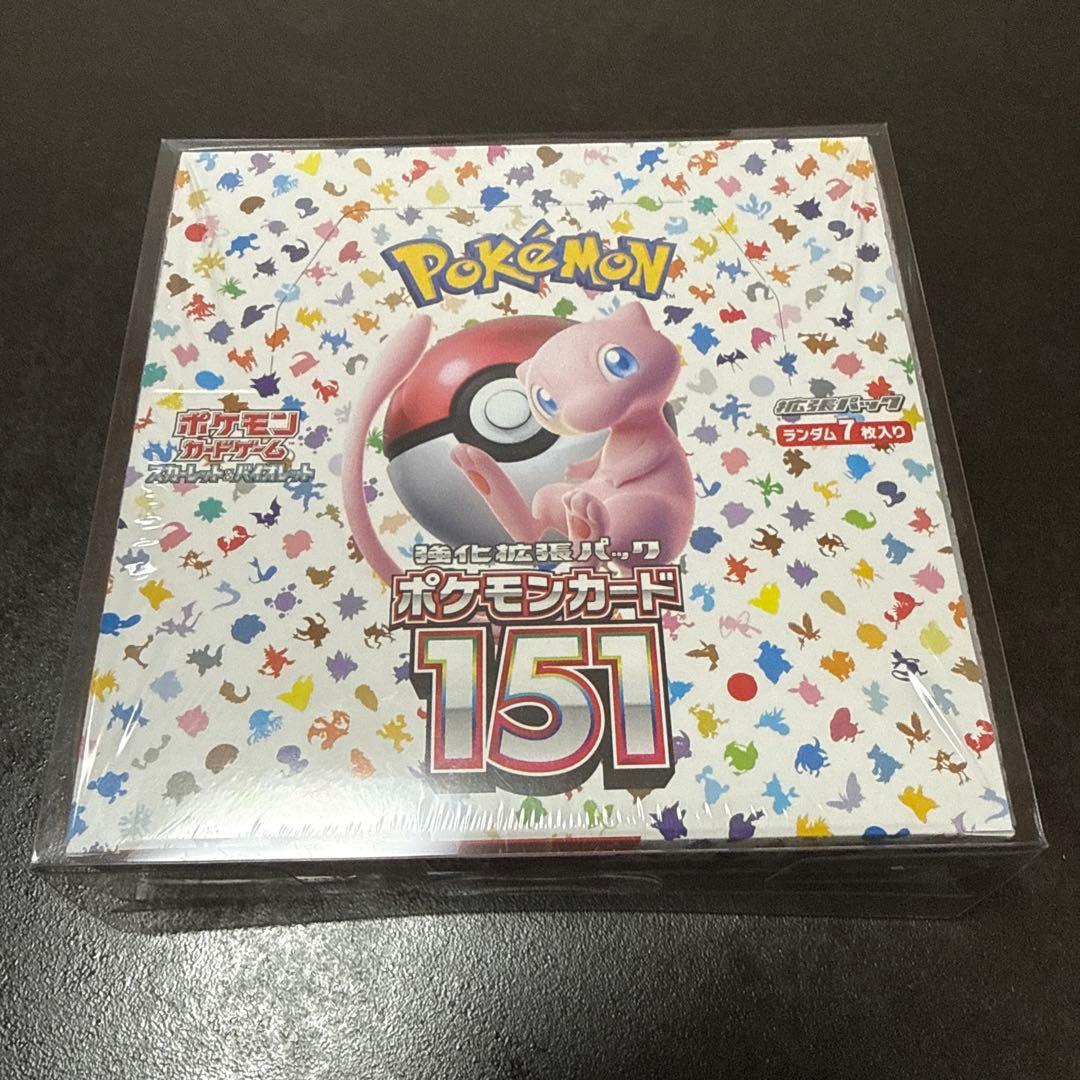 POKÉMON
TM
ポケモン
カードゲーム
スカーレット&バイオレット
拡張パック
ランダム7枚入り
強化拡張パック
ポケモンカード
151